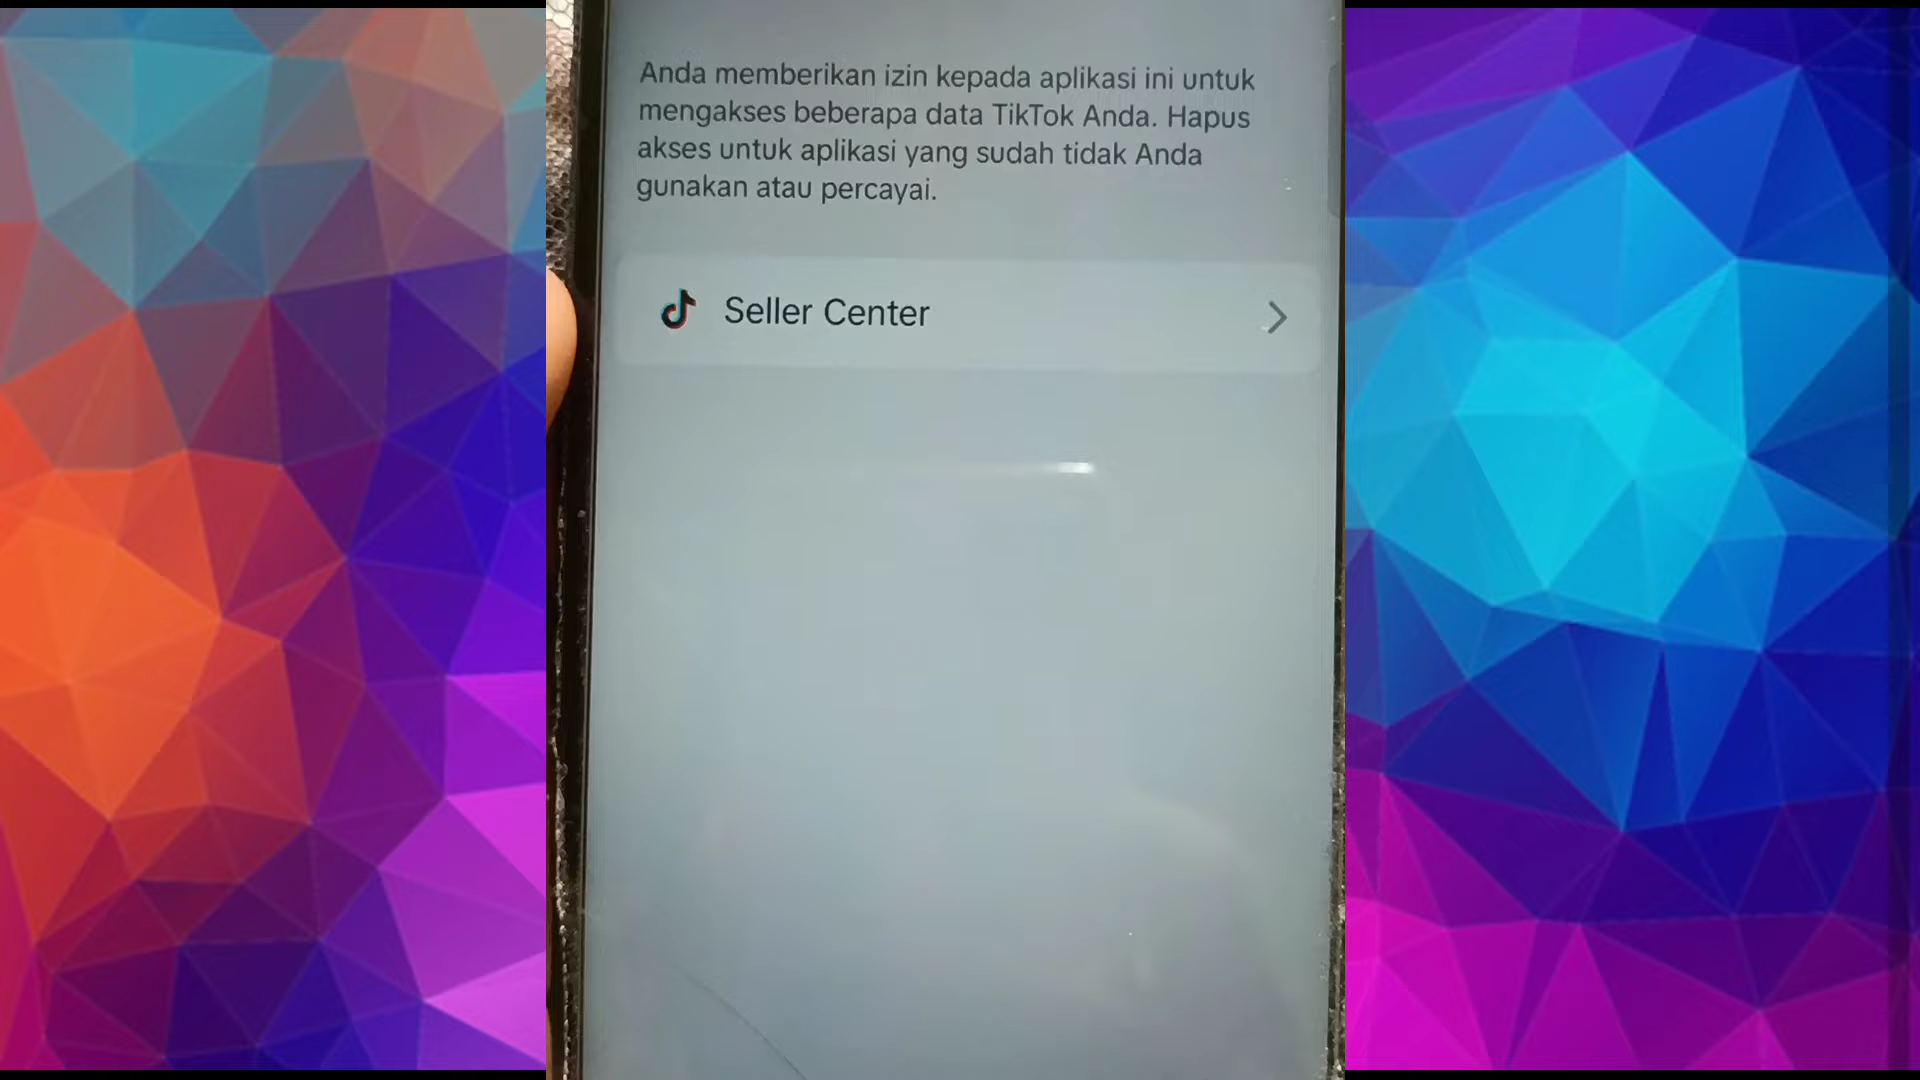 Anda memberikan izin kepada aplikasi ini untuk
mengakses beberapa data TikTok Anda. Hapus
akses untuk aplikasi yang sudah tidak Anda
gunakan atau percayai.
Seller Center